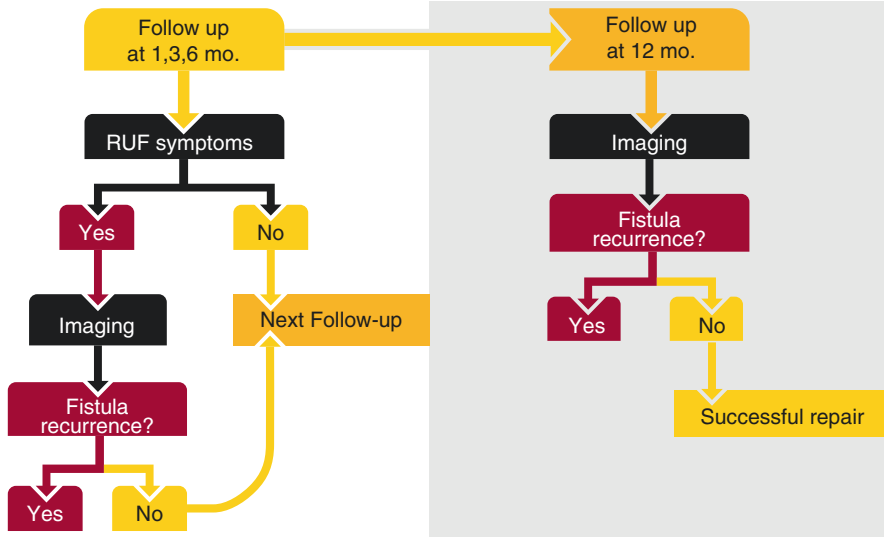 Follow up
at 1,3,6 mo.
RUF symptoms
Yes
No
Imaging
Next Follow-up
Fistula
recurrence?
Yes
No
Follow up
at 12 mo.
Imaging
Fistula
recurrence?
Yes
No
Successful repair